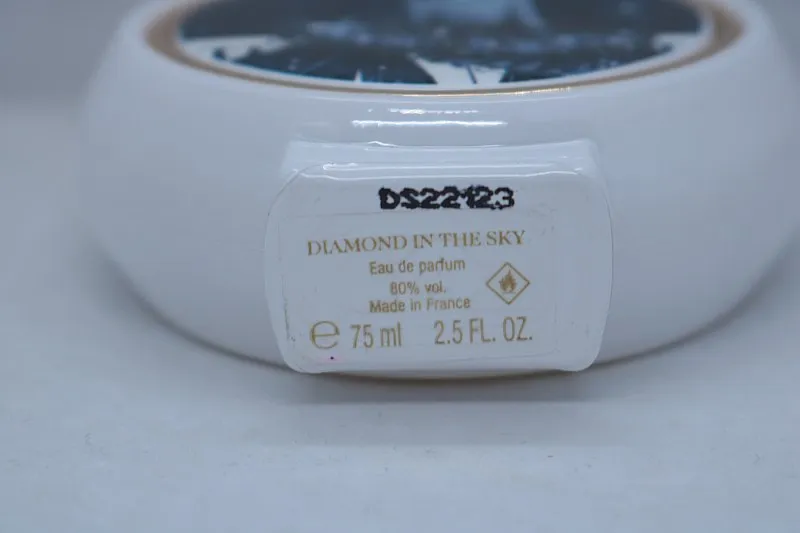 DS22123
DIAMOND IN THE SKY
Eau de parfum
80% vol.
Made in France
℮ 75 ml 2.5 FL. OZ.